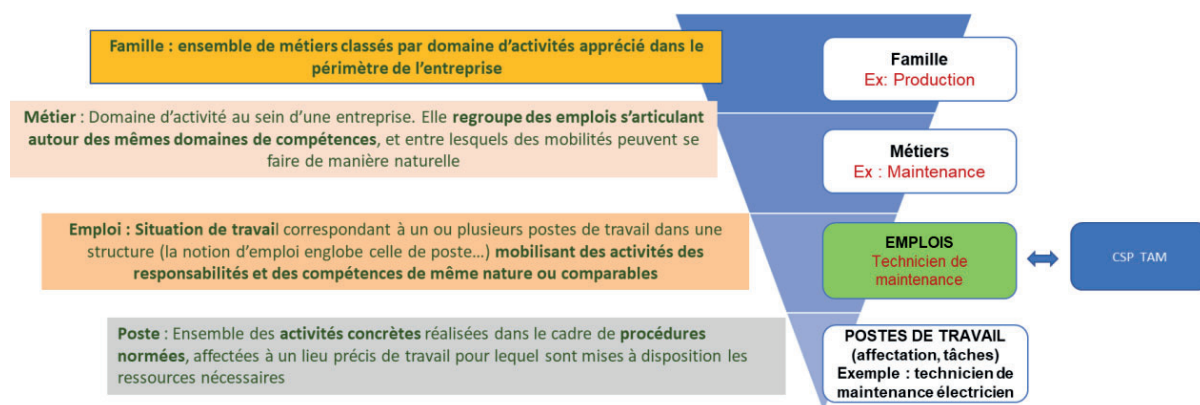 Famille : ensemble de métiers classés par domaine d'activités apprécié dans le
périmètre de l'entreprise
Famille
Ex: Production
Métier : Domaine d'activité au sein d'une entreprise. Elle regroupe des emplois s'articulant
autour des mêmes domaines de compétences, et entre lesquels des mobilités peuvent se
faire de manière naturelle
Métiers
Ex : Maintenance
Emploi : Situation de travail correspondant à un ou plusieurs postes de travail dans une
structure (la notion d'emploi englobe celle de poste…) mobilisant des activités des
responsabilités et des compétences de même nature ou comparables
EMPLOIS
Technicien de
maintenance
CSP TAM
Poste : Ensemble des activités concrètes réalisées dans le cadre de procédures
normées, affectées à un lieu précis de travail pour lequel sont mises à disposition les
ressources nécessaires
POSTES DE TRAVAIL
(affectation, tâches)
Exemple : technicien de
maintenance électricien